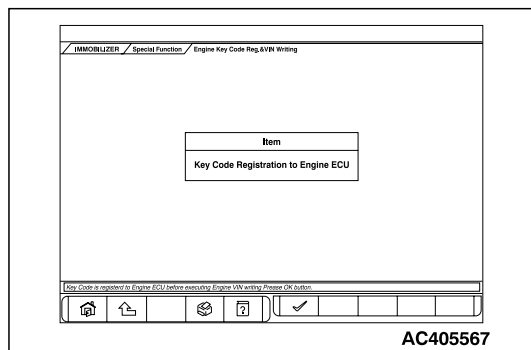 IMMOBILIZER / Special Function / Engine Key Code Reg.&VIN Writing
Item
Key Code Registration to Engine ECU
Key Code is registerd to Engine ECU before executing Engine VIN writing Prease OK button.
?
AC405567